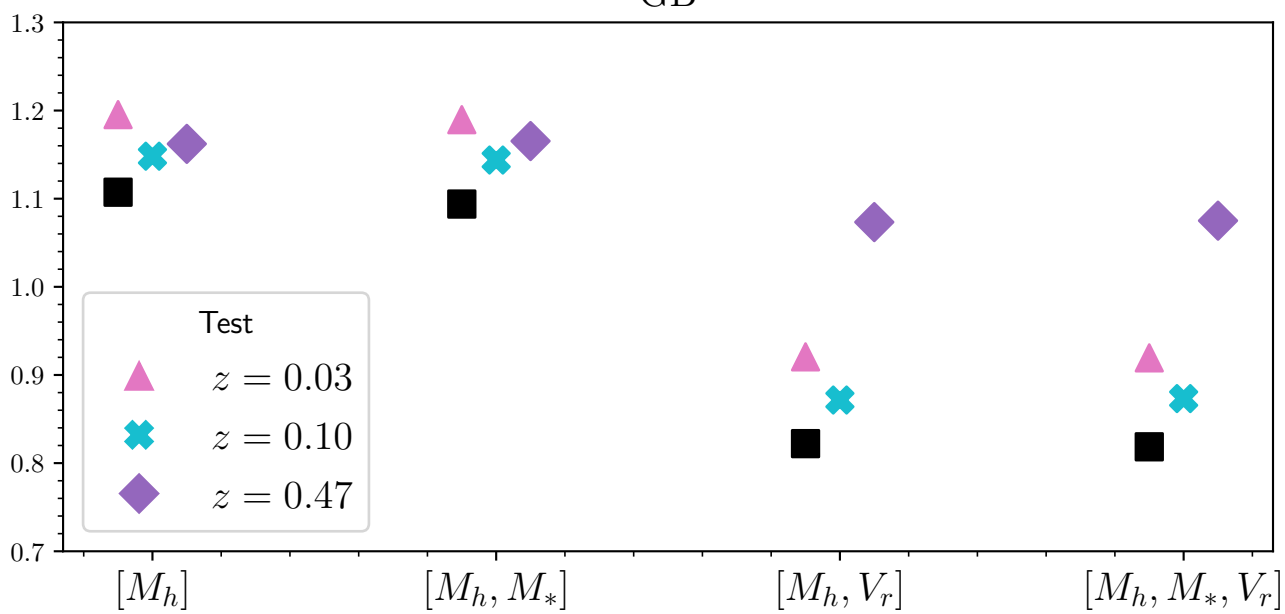 GB
1.3
1.2
1.1
1.0
0.9
0.8
0.7
Test
z = 0.03
z = 0.10
z = 0.47
[M_h]
[M_h, M_*]
[M_h, V_r]
[M_h, M_*, V_r]